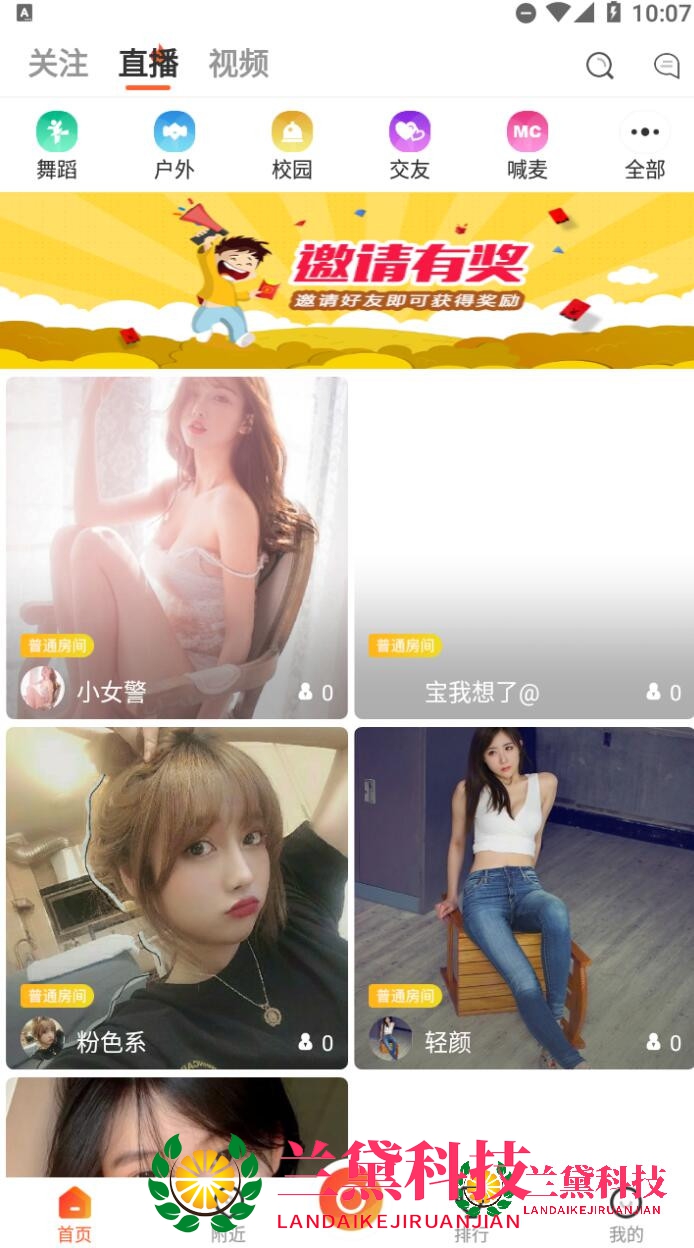 10:07
关注 直播 视频
舞蹈 户外 校园 交友 MC 喊麦 全部
邀请有奖
邀请好友即可获得奖励
普通房间
小女警 0
普通房间
宝我想了@ 0
普通房间
粉色系 0
普通房间
轻颜 0
兰黛科技
LANDAIKEJIRUANJIAN
兰黛科技
LANDAIKEJIRUANJIAN
首页 附近 排行 我的